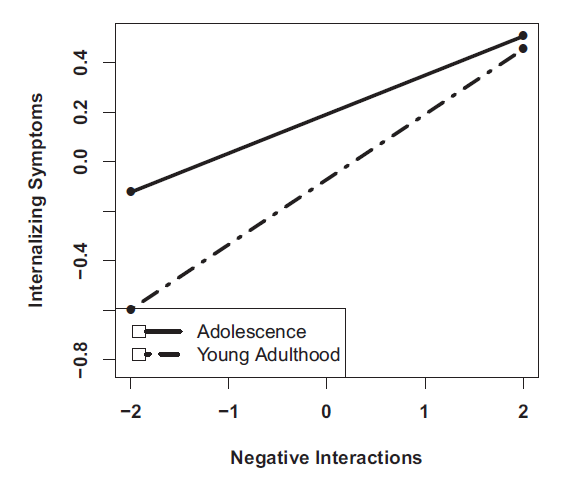 Internalizing Symptoms
0.4
0.2
0.0
−0.4
−0.8
Adolescence
Young Adulthood
−2 −1 0 1 2
Negative Interactions